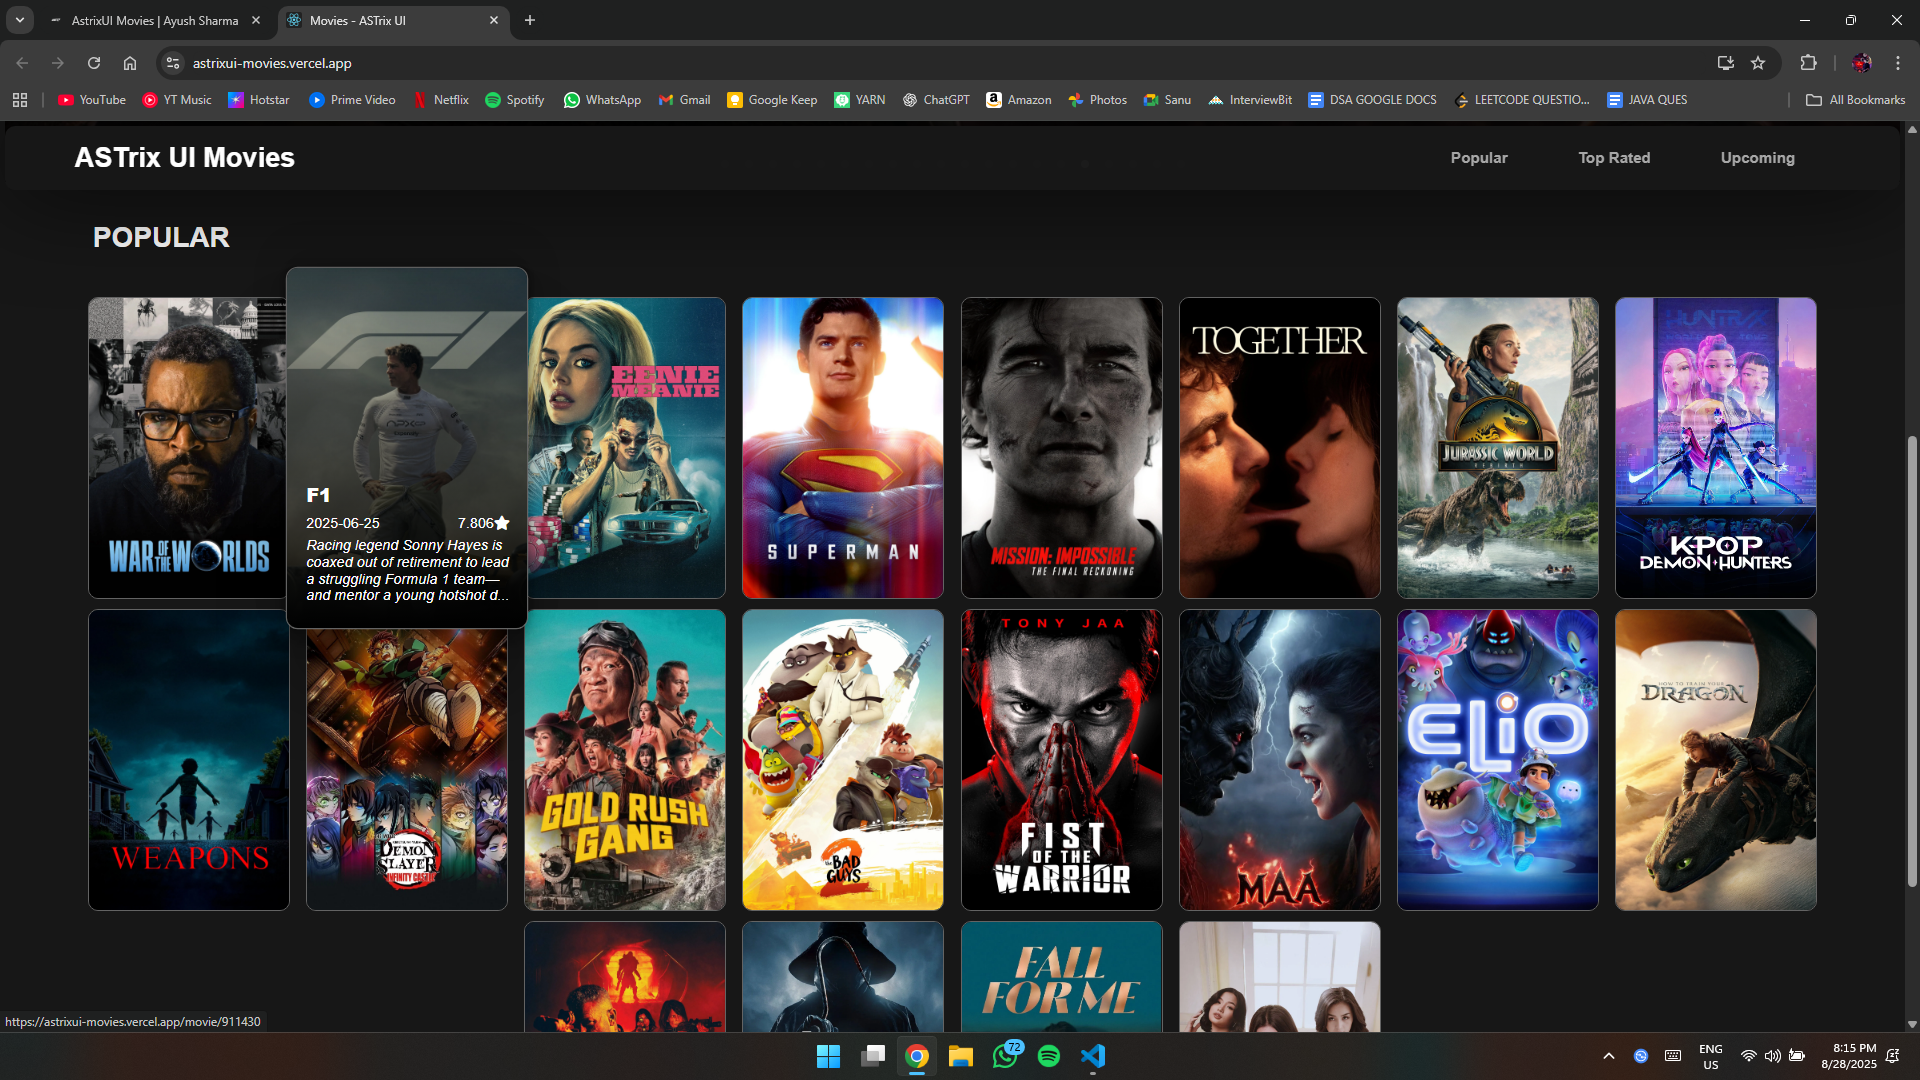 AstrixUI Movies | Ayush Sharma
Movies - ASTrix UI
astrixui-movies.vercel.app
YouTube
YT Music
Hotstar
Prime Video
Netflix
Spotify
WhatsApp
Gmail
Google Keep
YARN
ChatGPT
Amazon
Photos
Sanu
InterviewBit
DSA GOOGLE DOCS
LEETCODE QUESTIO...
JAVA QUES
All Bookmarks
ASTrix UI Movies
Popular
Top Rated
Upcoming
POPULAR
WAR OF THE WORLDS
F1
2025-06-25
7.806
Racing legend Sonny Hayes is
coaxed out of retirement to lead
a struggling Formula 1 team—
and mentor a young hotshot d...
EENIE
MEANIE
SUPERMAN
MISSION: IMPOSSIBLE
THE FINAL RECKONING
TOGETHER
JURASSIC WORLD
REBIRTH
HUNTR/X
K-POP
DEMON HUNTERS
WEAPONS
DEMON
SLAYER
INFINITY CASTLE
GOLD RUSH
GANG
THE BAD
GUYS
2
TONY JAA
FIST
OF THE
WARRIOR
MAA
ELIO
HOW TO TRAIN YOUR
DRAGON
FALL
FOR ME
https://astrixui-movies.vercel.app/movie/911430
72
ENG
US
8:15 PM
8/28/2025